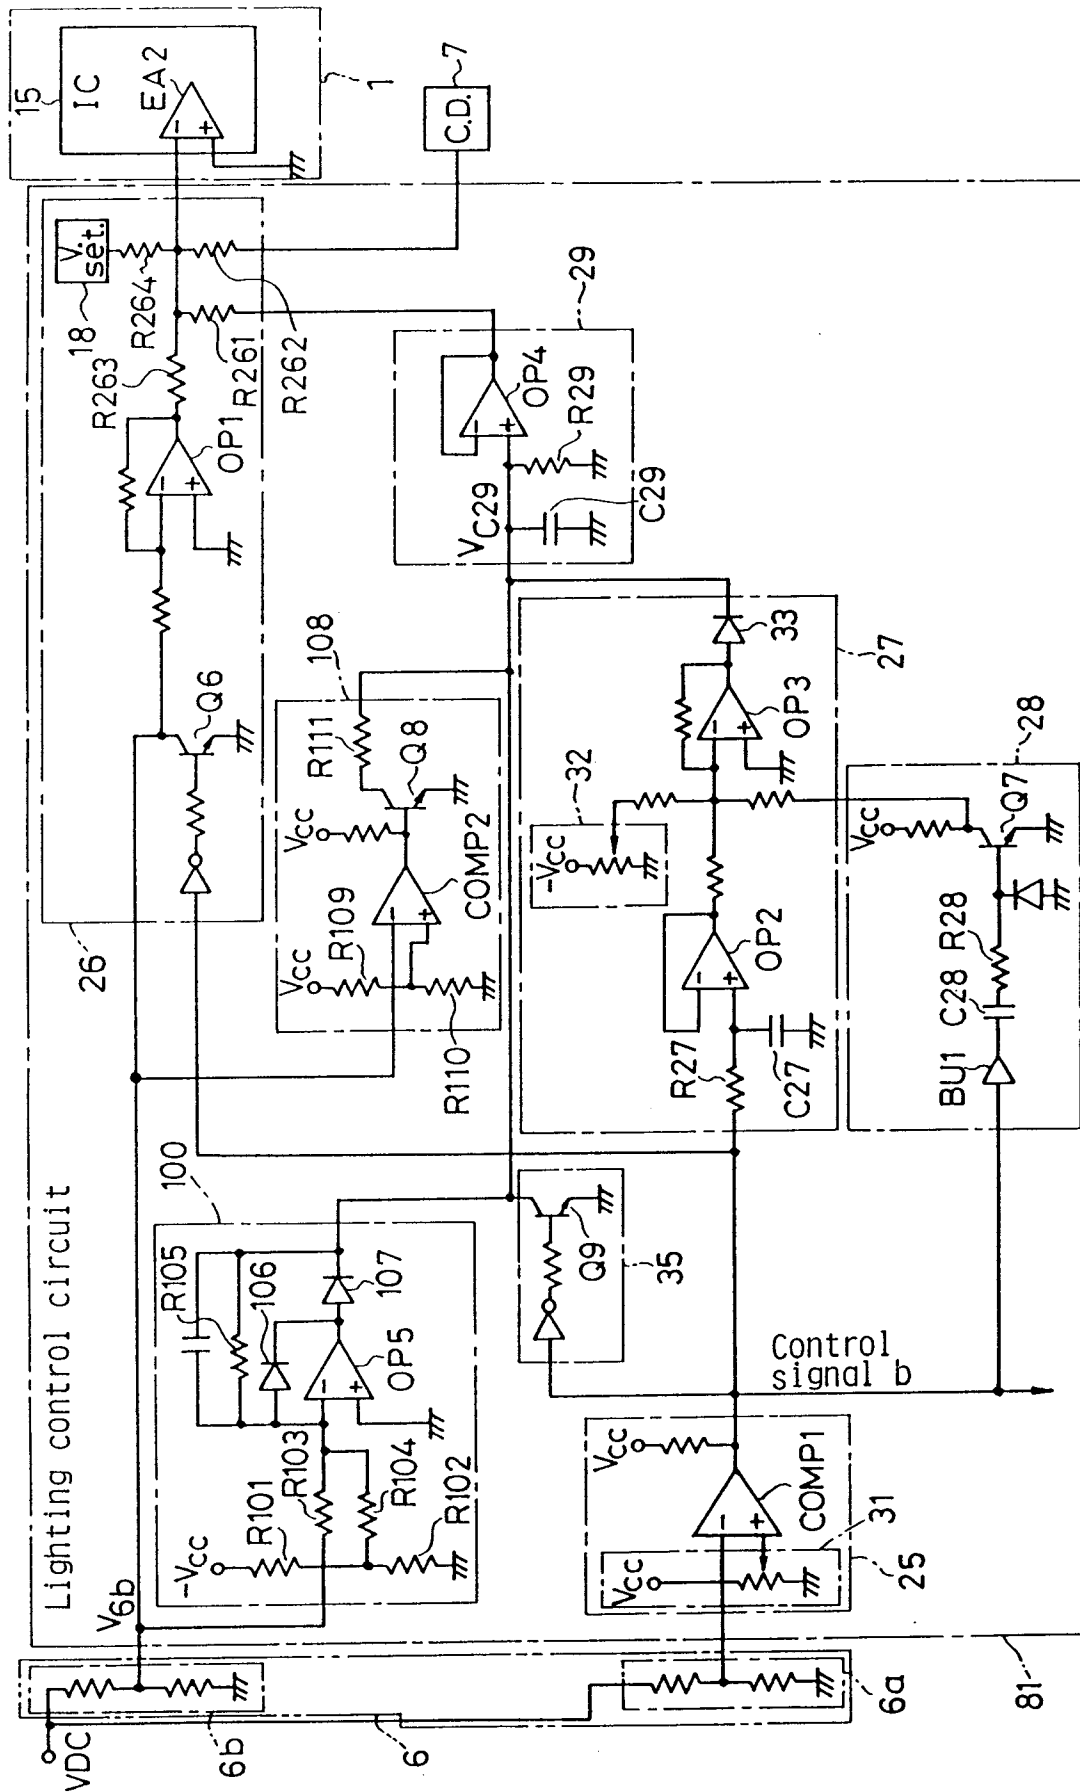 Lighting control circuit
VDC
6b
6
6a
81
V6b
26
Q6
OP1
R263
18
V set.
R264
R261
R262
15
IC
EA2
1
C.D.
7
100
R105
106
107
OP5
R101
R103
R104
R102
-Vcc
108
Vcc
R109
R110
Vcc
COMP2
Q8
R111
VC29
C29
R29
OP4
29
35
Q9
27
R27
C27
OP2
32
-Vcc
OP3
33
28
BU1
C28
R28
Q7
Vcc
Control
signal b
Vcc
COMP1
31
25
Vcc
-
+
-
+
-
+
-
+
-
+
-
+
-
+
-
+